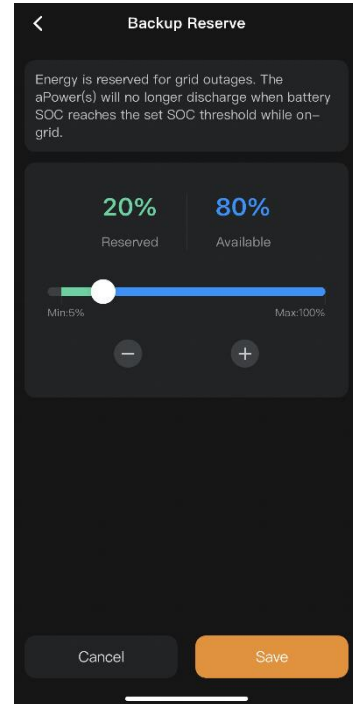 Backup Reserve
Energy is reserved for grid outages. The
aPower(s) will no longer discharge when battery
SOC reaches the set SOC threshold while on-
grid.
20% 80%
Reserved Available
Min:5% Max:100%
Cancel Save